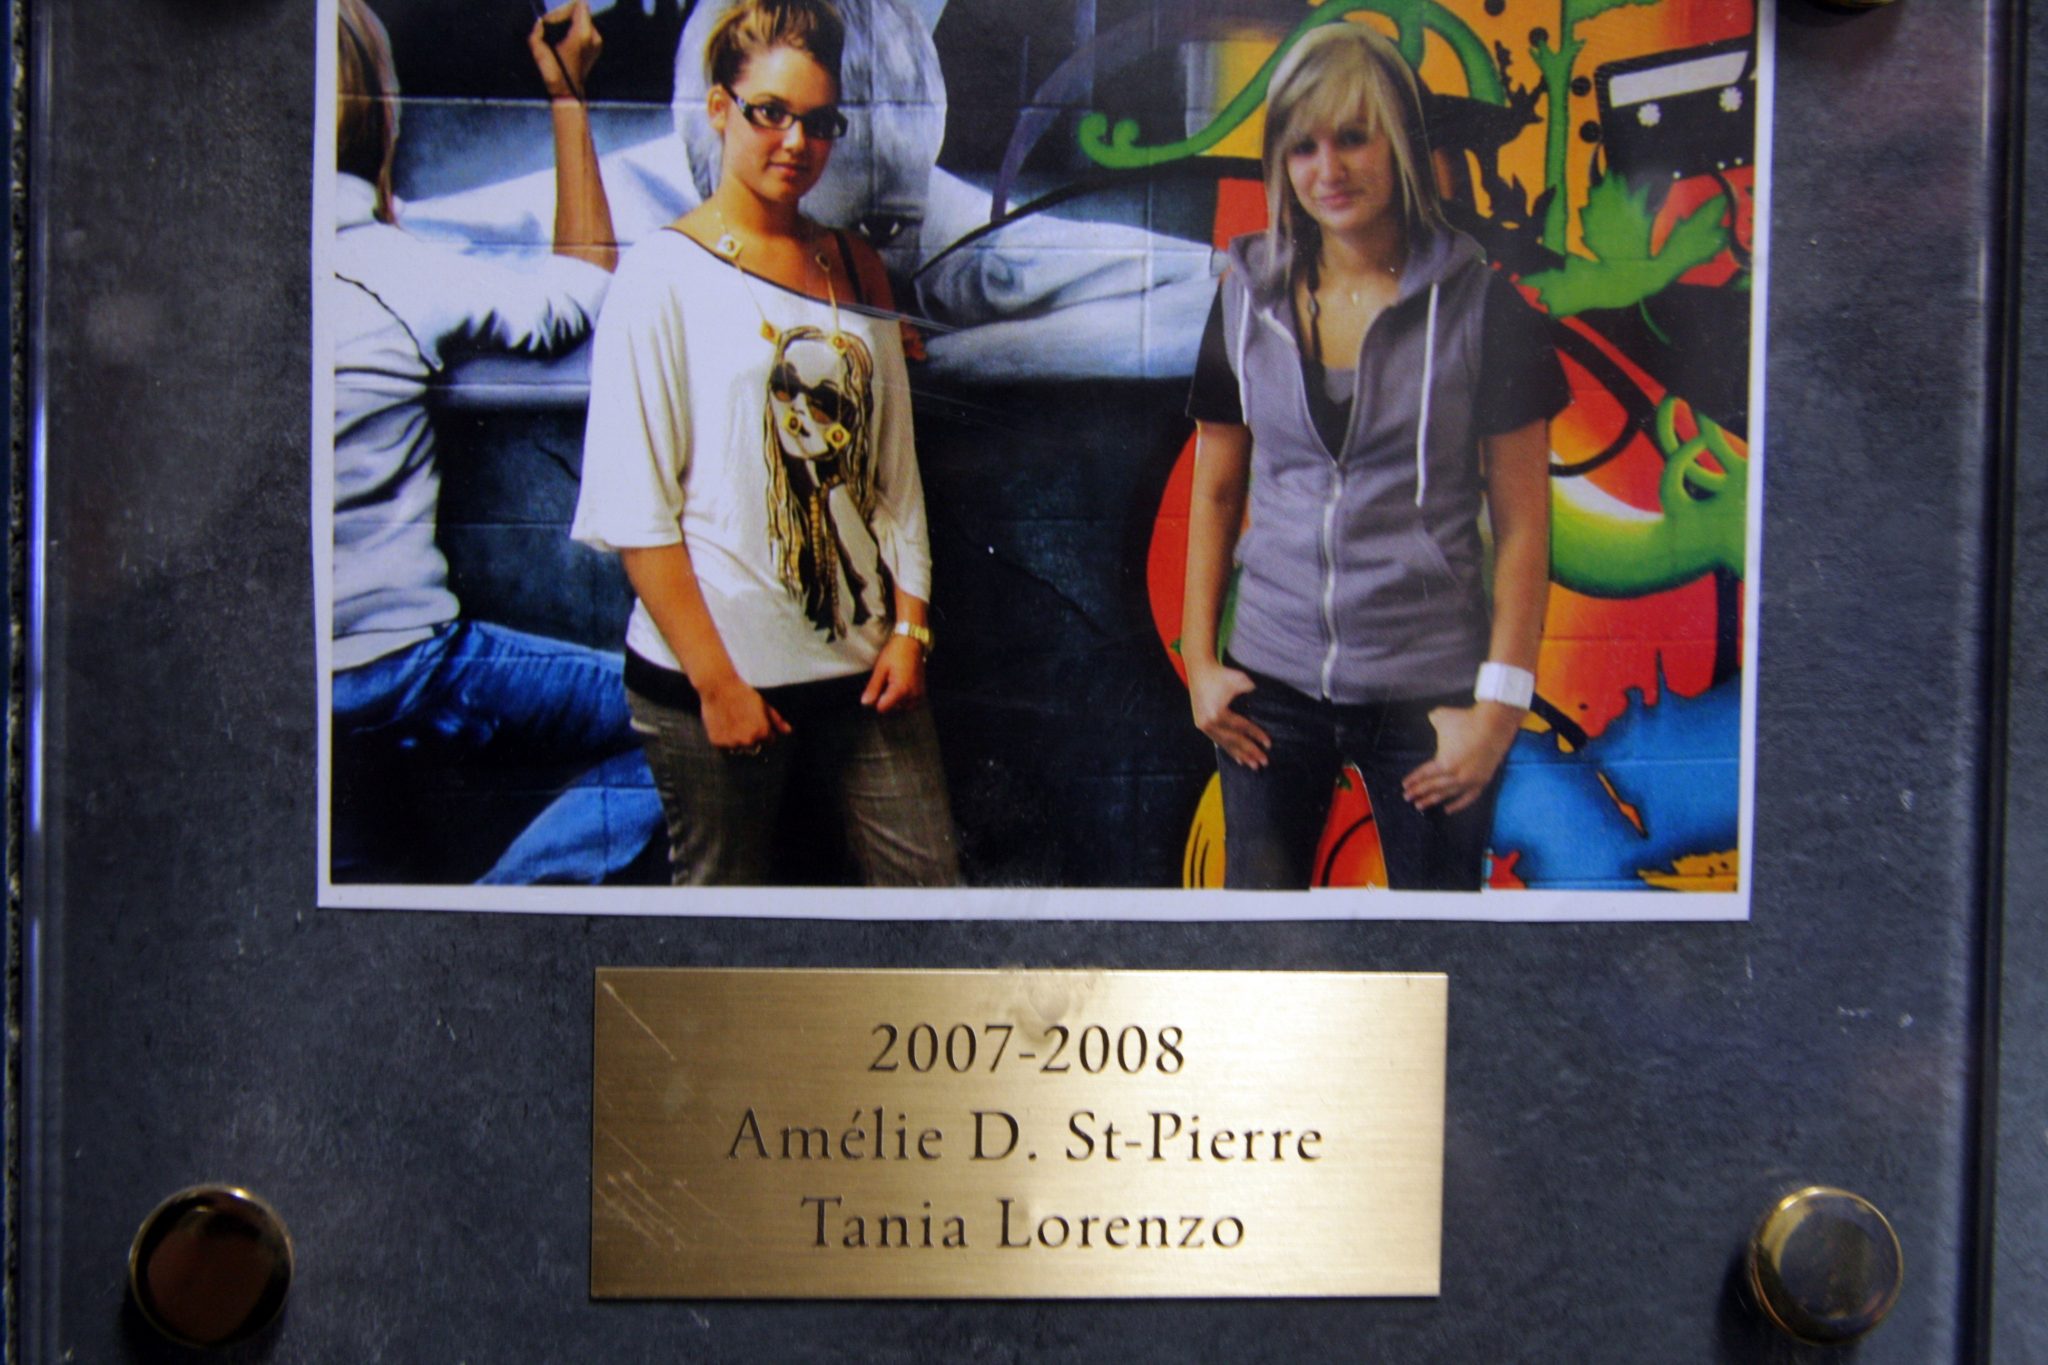 2007-2008
Amélie D. St-Pierre
Tania Lorenzo